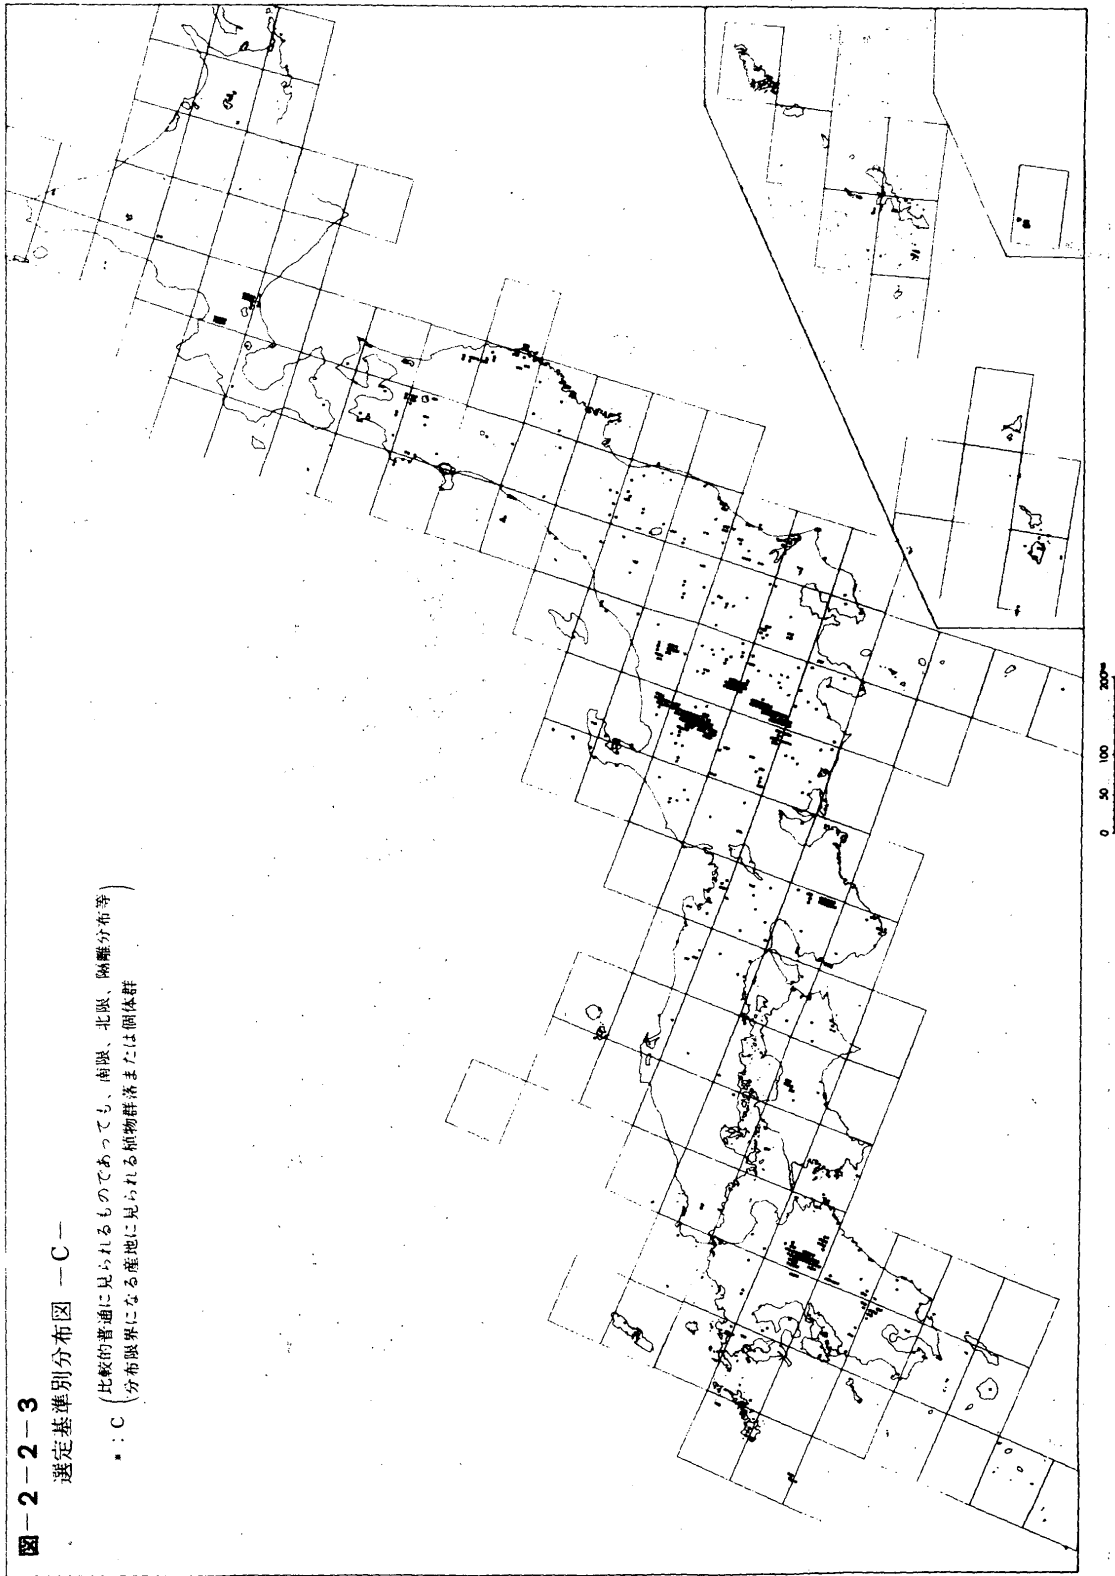 図－2－2－3
選定基準別分布図 －C－
▪：C（比較的普通に見られるものであっても、南限、北限、隔離分布等
分布限界になる産地に見られる植物群落または個体群）
0 50 100 200km